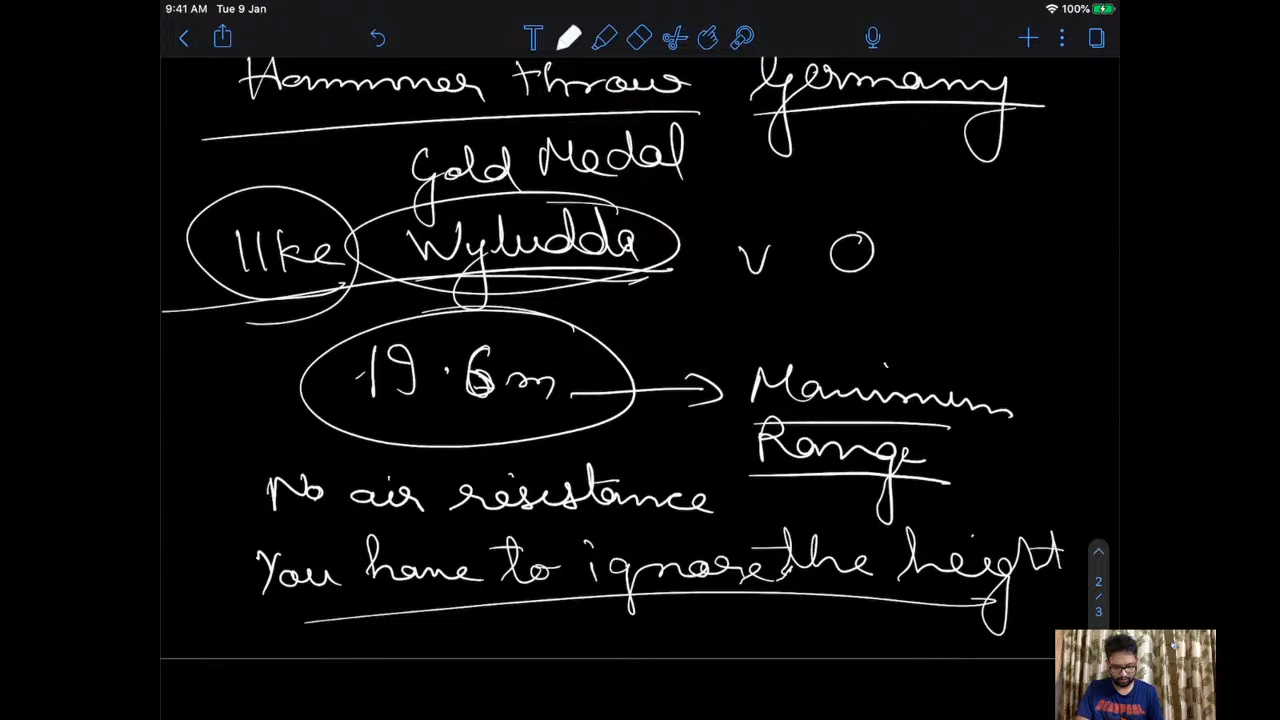 9:41 AM Tue 9 Jan 100%
Hammer throw Germany
Gold Medal
Ilke Wyludda v O
19.6m → Maximum
Range
No air resistance
You have to ignore the height
2
/
3